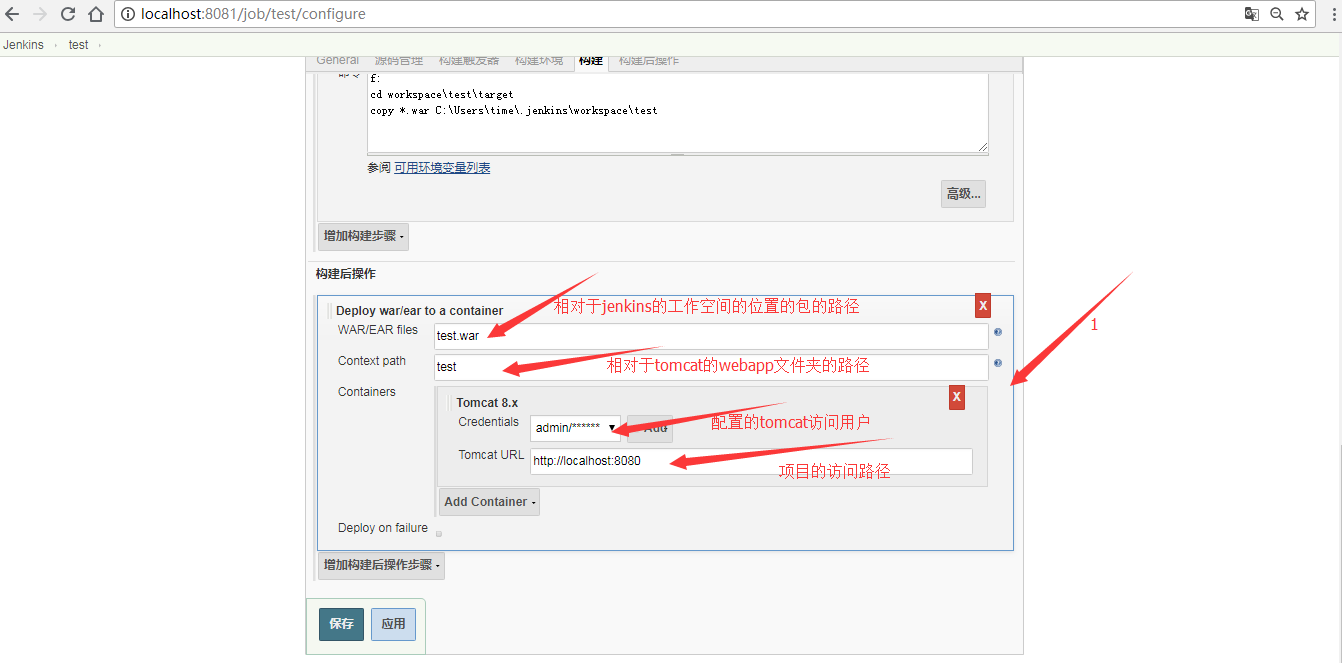 localhost:8081/job/test/configure
Jenkins test
General 源码管理 构建触发器 构建环境 构建 构建后操作
f:
cd workspace\test\target
copy *.war C:\Users\time\.jenkins\workspace\test
参阅 可用环境变量列表
高级...
增加构建步骤
构建后操作
Deploy war/ear to a container
相对于jenkins的工作空间的位置的包的路径
X
1
WAR/EAR files
test.war
Context path
test
相对于tomcat的webapp文件夹的路径
Containers
Tomcat 8.x
X
Credentials
admin/******
Add
配置的tomcat访问用户
Tomcat URL
http://localhost:8080
项目的访问路径
Add Container
Deploy on failure
增加构建后操作步骤
保存 应用